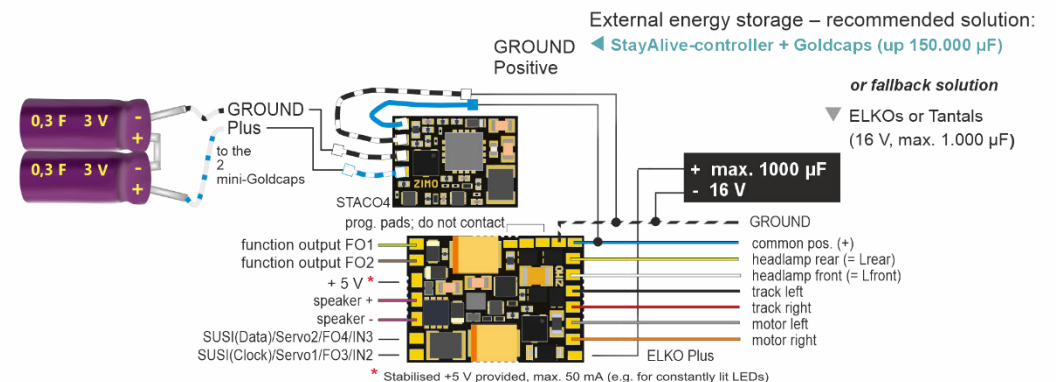 External energy storage – recommended solution:
GROUND
Positive
StayAlive-controller + Goldcaps (up 150.000 µF)
or fallback solution
ELKOs or Tantals
(16 V, max. 1.000 µF)
0,3 F 3 V - +
0,3 F 3 V - +
GROUND
Plus
to the
2
mini-Goldcaps
ZIMO
STACO4
+ max. 1000 µF
- 16 V
prog. pads; do not contact
GROUND
function output FO1
function output FO2
+ 5 V *
speaker +
speaker -
SUSI(Data)/Servo2/FO4/IN3
SUSI(Clock)/Servo1/FO3/IN2
ZIMO
common pos. (+)
headlamp rear (= Lrear)
headlamp front (= Lfront)
track left
track right
motor left
motor right
ELKO Plus
* Stabilised +5 V provided, max. 50 mA (e.g. for constantly lit LEDs)